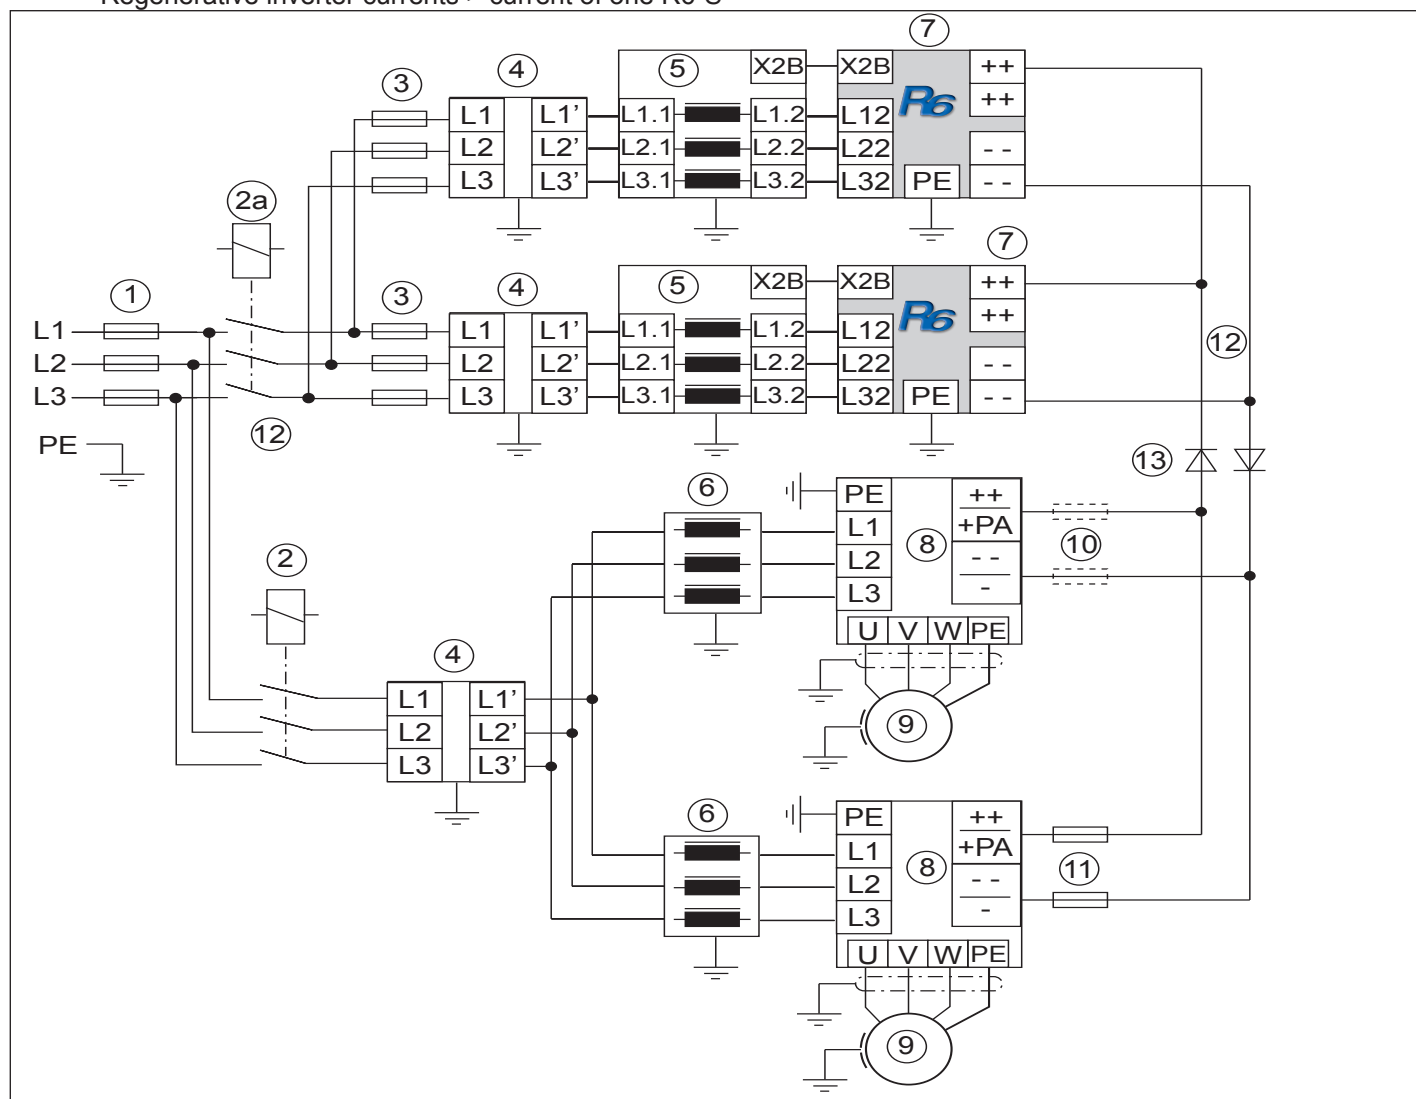 Regenerative inverter currents > current of one R6-S
7
3 4 5 X2B X2B ++
R6 ++
L1 L1' L1.1 L1.2 L12
L2 L2' L2.1 L2.2 L22 - -
L3 L3' L3.1 L3.2 L32 PE - -
2a
7
1 3 4 5 X2B X2B ++
R6 ++
L1 L1 L1' L1.1 L1.2 L12 12
L2 L2 L2' L2.1 L2.2 L22 - -
L3 L3 L3' L3.1 L3.2 L32 PE - -
12
PE
13
6 PE ++
L1 +PA
2 L2 8 - - 10
L3 -
U V W PE
4
L1 L1'
L2 L2' 9
L3 L3'
6 PE ++
L1 +PA
L2 8 - - 11
L3 -
U V W PE
9